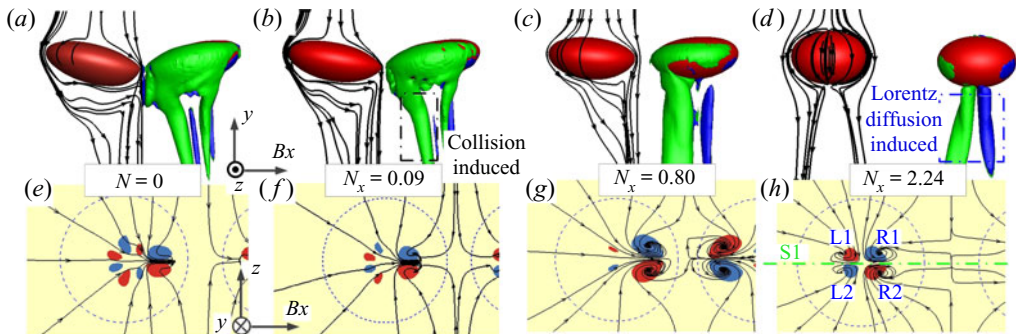 (a)
(b)
(c)
(d)
y
Bx
z
Collision
induced
Lorentz
diffusion
induced
(e)
N = 0
(f)
Nx = 0.09
(g)
Nx = 0.80
(h)
Nx = 2.24
L1
R1
S1
L2
R2
z
y
Bx